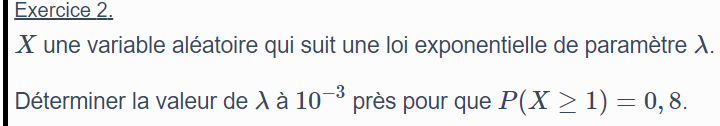 Exercice 2.
X une variable aléatoire qui suit une loi exponentielle de paramètre λ.
Déterminer la valeur de λ à 10⁻³ près pour que P(X ≥ 1) = 0, 8.